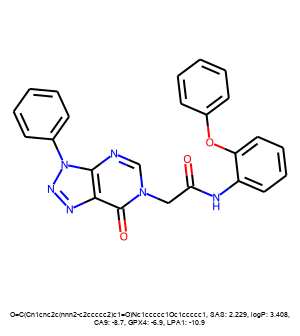 O
N
O
N
N
N
N
H
N
O
O=C(Cn1cnc2c(nnn2-c2ccccc2)c1=O)Nc1ccccc1Oc1ccccc1, SAS: 2.229, logP: 3.408,
CA9: -8.7, GPX4: -6.9, LPA1: -10.9